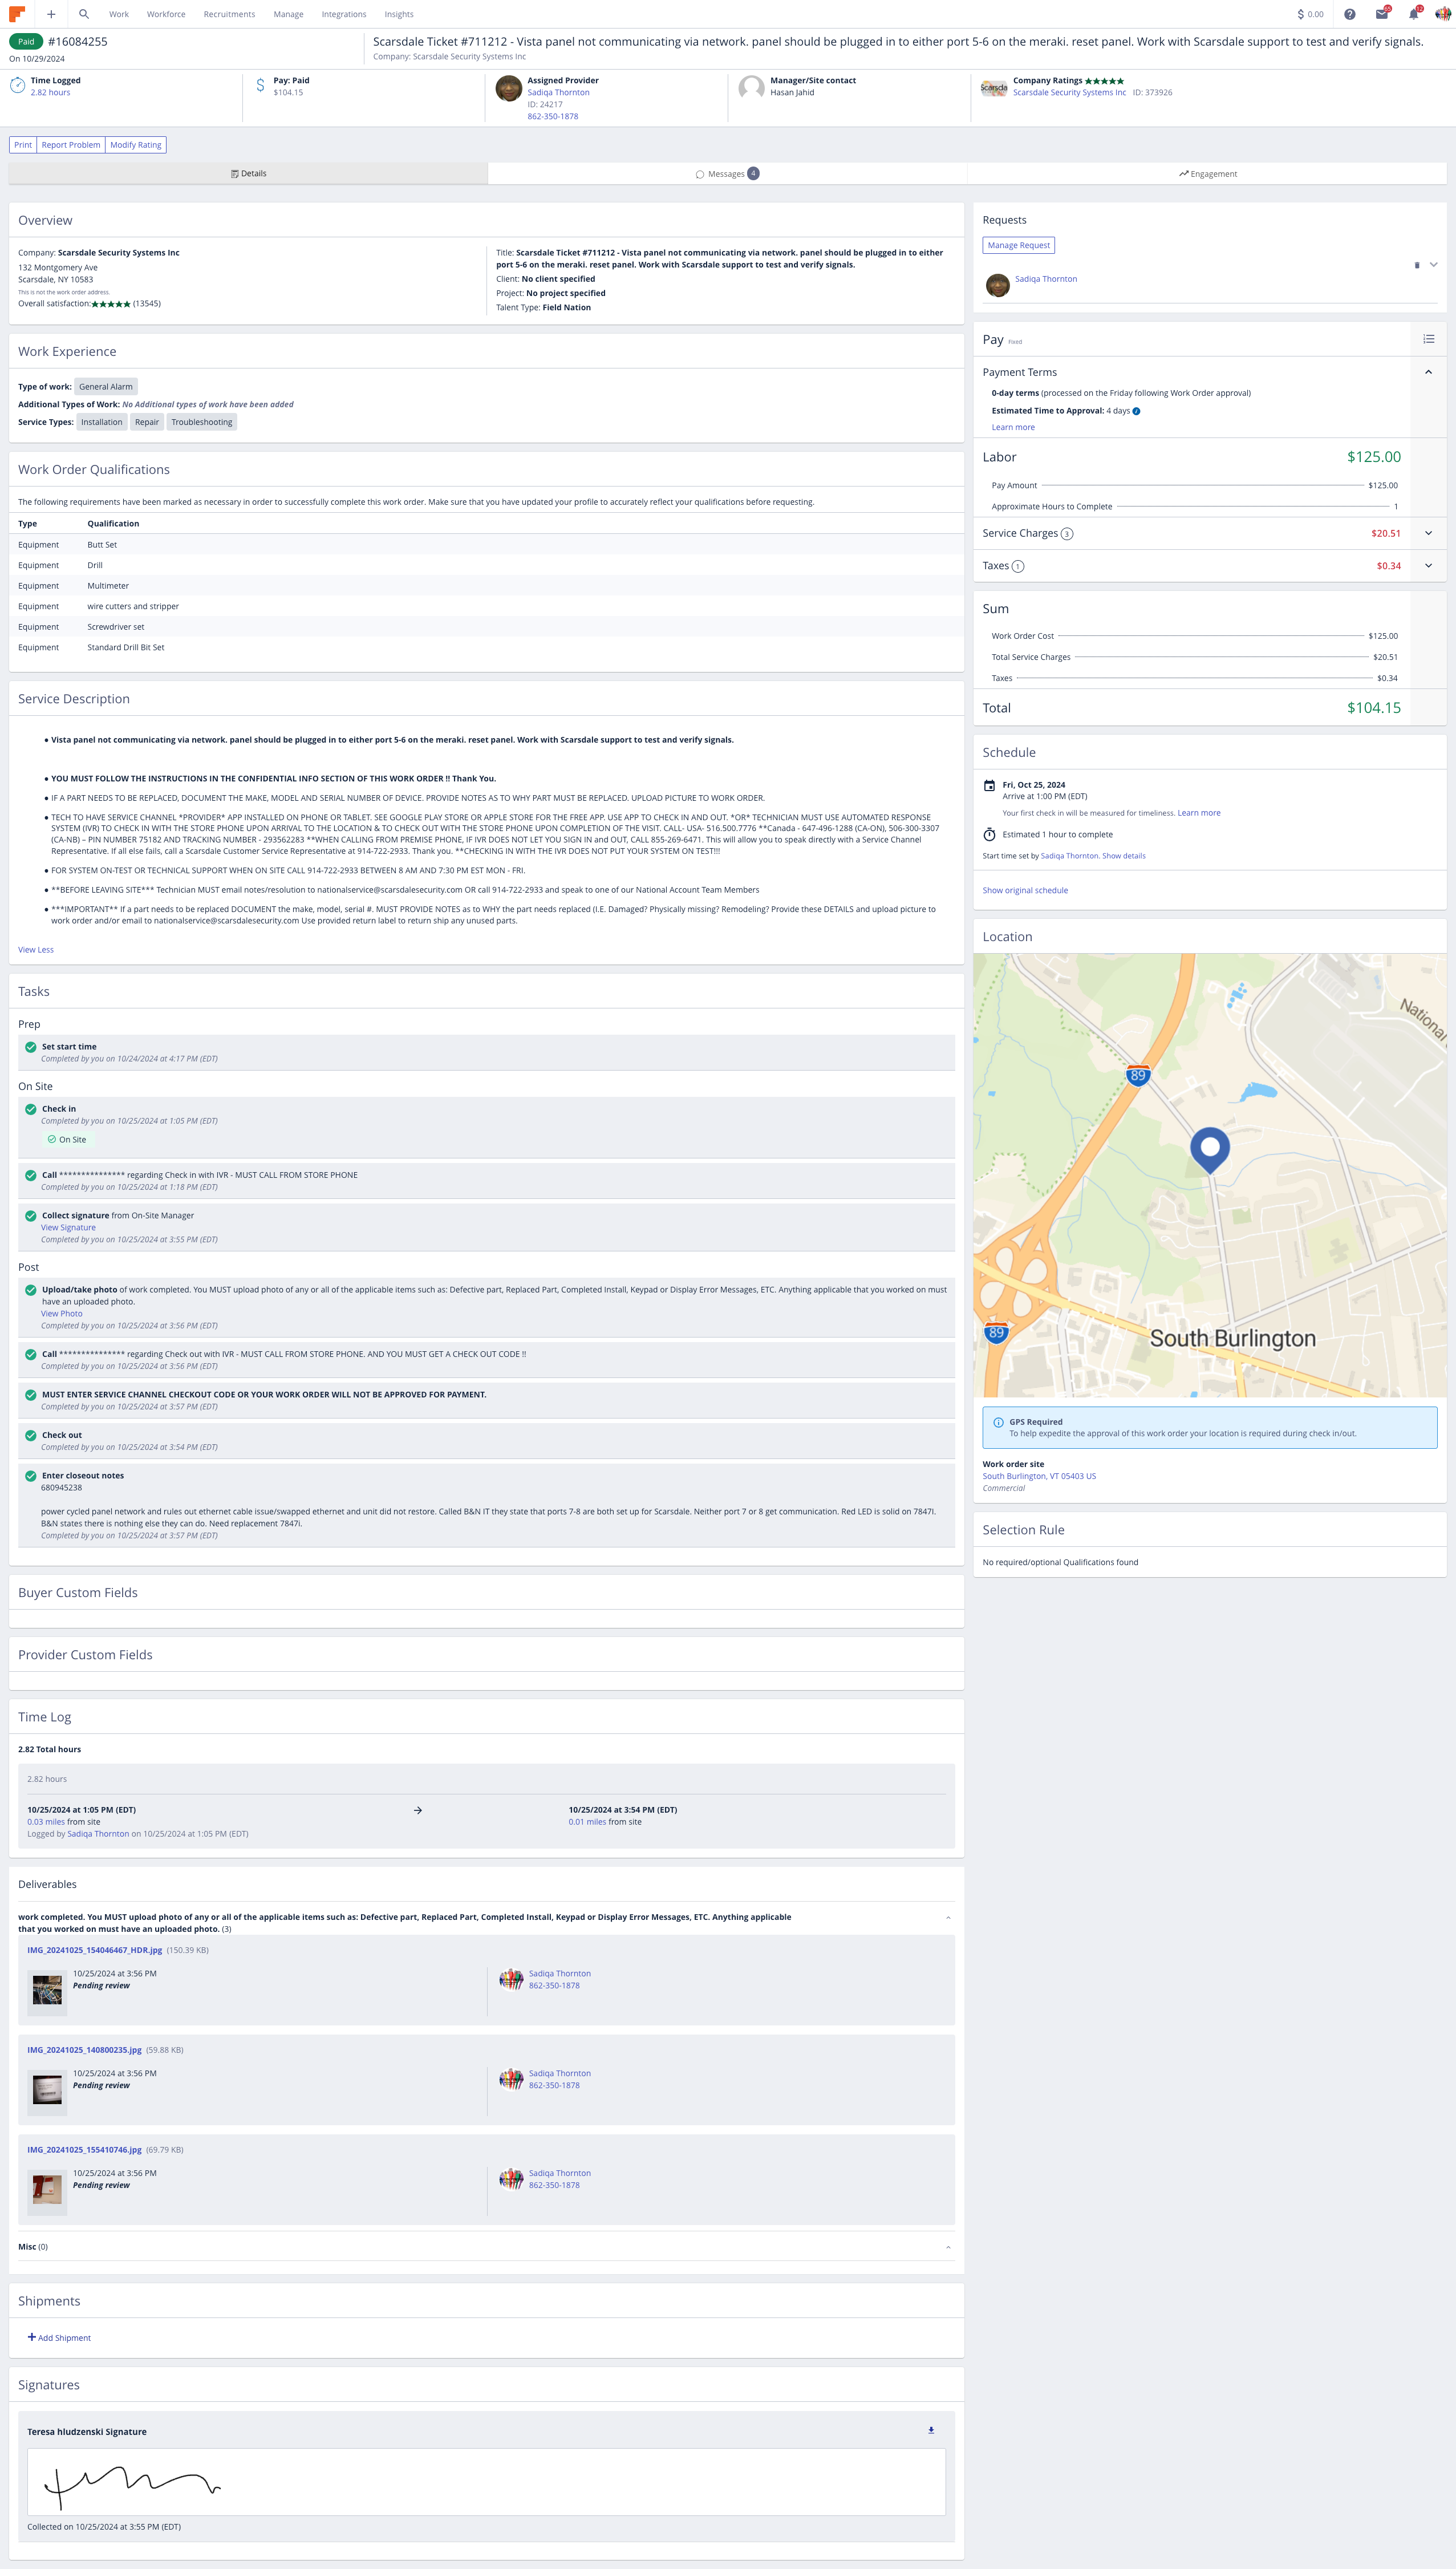 Work Workforce Recruitments Manage Integrations Insights
$ 0.00
Paid #16084255
On 10/29/2024
Scarsdale Ticket #711212 - Vista panel not communicating via network. panel should be plugged in to either port 5-6 on the meraki. reset panel. Work with Scarsdale support to test and verify signals.
Company: Scarsdale Security Systems Inc
Time Logged
2.82 hours
Pay: Paid
$104.15
Assigned Provider
Sadiqa Thornton
ID: 24217
862-350-1878
Manager/Site contact
Hasan Jahid
Company Ratings
Scarsdale Security Systems Inc ID: 373926
Print Report Problem Modify Rating
Details
Messages 4
Engagement
Overview
Company: Scarsdale Security Systems Inc
132 Montgomery Ave
Scarsdale, NY 10583
This is not the work order address.
Overall satisfaction: (13545)
Title: Scarsdale Ticket #711212 - Vista panel not communicating via network. panel should be plugged in to either
port 5-6 on the meraki. reset panel. Work with Scarsdale support to test and verify signals.
Client: No client specified
Project: No project specified
Talent Type: Field Nation
Work Experience
Type of work: General Alarm
Additional Types of Work: No Additional types of work have been added
Service Types: Installation Repair Troubleshooting
Work Order Qualifications
The following requirements have been marked as necessary in order to successfully complete this work order. Make sure that you have updated your profile to accurately reflect your qualifications before requesting.
Type Qualification
Equipment Butt Set
Equipment Drill
Equipment Multimeter
Equipment wire cutters and stripper
Equipment Screwdriver set
Equipment Standard Drill Bit Set
Service Description
• Vista panel not communicating via network. panel should be plugged in to either port 5-6 on the meraki. reset panel. Work with Scarsdale support to test and verify signals.
• YOU MUST FOLLOW THE INSTRUCTIONS IN THE CONFIDENTIAL INFO SECTION OF THIS WORK ORDER !! Thank You.
• IF A PART NEEDS TO BE REPLACED, DOCUMENT THE MAKE, MODEL AND SERIAL NUMBER OF DEVICE. PROVIDE NOTES AS TO WHY PART MUST BE REPLACED. UPLOAD PICTURE TO WORK ORDER.
• TECH TO HAVE SERVICE CHANNEL *PROVIDER* APP INSTALLED ON PHONE OR TABLET. SEE GOOGLE PLAY STORE OR APPLE STORE FOR THE FREE APP. USE APP TO CHECK IN AND OUT. *OR* TECHNICIAN MUST USE AUTOMATED RESPONSE
SYSTEM (IVR) TO CHECK IN WITH THE STORE PHONE UPON ARRIVAL TO THE LOCATION & TO CHECK OUT WITH THE STORE PHONE UPON COMPLETION OF THE VISIT. CALL- USA- 516.500.7776 **Canada - 647-496-1288 (CA-ON), 506-300-3307
(CA-NB) – PIN NUMBER 75182 AND TRACKING NUMBER - 293562283 **WHEN CALLING FROM PREMISE PHONE, IF IVR DOES NOT LET YOU SIGN IN and OUT, CALL 855-269-6471. This will allow you to speak directly with a Service Channel
Representative. If all else fails, call a Scarsdale Customer Service Representative at 914-722-2933. Thank you. **CHECKING IN WITH THE IVR DOES NOT PUT YOUR SYSTEM ON TEST!!!
• FOR SYSTEM ON-TEST OR TECHNICAL SUPPORT WHEN ON SITE CALL 914-722-2933 BETWEEN 8 AM AND 7:30 PM EST MON - FRI.
• **BEFORE LEAVING SITE*** Technician MUST email notes/resolution to nationalservice@scarsdalesecurity.com OR call 914-722-2933 and speak to one of our National Account Team Members
• ***IMPORTANT** If a part needs to be replaced DOCUMENT the make, model, serial #. MUST PROVIDE NOTES as to WHY the part needs replaced (I.E. Damaged? Physically missing? Remodeling? Provide these DETAILS and upload picture to
work order and/or email to nationalservice@scarsdalesecurity.com Use provided return label to return ship any unused parts.
View Less
Tasks
Prep
Set start time
Completed by you on 10/24/2024 at 4:17 PM (EDT)
On Site
Check in
Completed by you on 10/25/2024 at 1:05 PM (EDT)
On Site
Call *************** regarding Check in with IVR - MUST CALL FROM STORE PHONE
Completed by you on 10/25/2024 at 1:18 PM (EDT)
Collect signature from On-Site Manager
View Signature
Completed by you on 10/25/2024 at 3:55 PM (EDT)
Post
Upload/take photo of work completed. You MUST upload photo of any or all of the applicable items such as: Defective part, Replaced Part, Completed Install, Keypad or Display Error Messages, ETC. Anything applicable that you worked on must
have an uploaded photo.
View Photo
Completed by you on 10/25/2024 at 3:56 PM (EDT)
Call *************** regarding Check out with IVR - MUST CALL FROM STORE PHONE. AND YOU MUST GET A CHECK OUT CODE !!
Completed by you on 10/25/2024 at 3:56 PM (EDT)
MUST ENTER SERVICE CHANNEL CHECKOUT CODE OR YOUR WORK ORDER WILL NOT BE APPROVED FOR PAYMENT.
Completed by you on 10/25/2024 at 3:57 PM (EDT)
Check out
Completed by you on 10/25/2024 at 3:54 PM (EDT)
Enter closeout notes
680945238
power cycled panel network and rules out ethernet cable issue/swapped ethernet and unit did not restore. Called B&N IT they state that ports 7-8 are both set up for Scarsdale. Neither port 7 or 8 get communication. Red LED is solid on 7847i.
B&N states there is nothing else they can do. Need replacement 7847i.
Completed by you on 10/25/2024 at 3:57 PM (EDT)
Buyer Custom Fields
Provider Custom Fields
Time Log
2.82 Total hours
2.82 hours
10/25/2024 at 1:05 PM (EDT)
0.03 miles from site
Logged by Sadiqa Thornton on 10/25/2024 at 1:05 PM (EDT)
10/25/2024 at 3:54 PM (EDT)
0.01 miles from site
Deliverables
work completed. You MUST upload photo of any or all of the applicable items such as: Defective part, Replaced Part, Completed Install, Keypad or Display Error Messages, ETC. Anything applicable
that you worked on must have an uploaded photo. (3)
IMG_20241025_154046467_HDR.jpg (150.39 KB)
10/25/2024 at 3:56 PM
Pending review
Sadiqa Thornton
862-350-1878
IMG_20241025_140800235.jpg (59.88 KB)
10/25/2024 at 3:56 PM
Pending review
Sadiqa Thornton
862-350-1878
IMG_20241025_155410746.jpg (69.79 KB)
10/25/2024 at 3:56 PM
Pending review
Sadiqa Thornton
862-350-1878
Misc (0)
Shipments
Add Shipment
Signatures
Teresa hludzenski Signature
Collected on 10/25/2024 at 3:55 PM (EDT)
Requests
Manage Request
Sadiqa Thornton
Pay Fixed
Payment Terms
0-day terms (processed on the Friday following Work Order approval)
Estimated Time to Approval: 4 days
Learn more
Labor $125.00
Pay Amount $125.00
Approximate Hours to Complete 1
Service Charges 3 $20.51
Taxes 1 $0.34
Sum
Work Order Cost $125.00
Total Service Charges $20.51
Taxes $0.34
Total $104.15
Schedule
Fri, Oct 25, 2024
Arrive at 1:00 PM (EDT)
Your first check in will be measured for timeliness. Learn more
Estimated 1 hour to complete
Start time set by Sadiqa Thornton. Show details
Show original schedule
Location
National
89
89
South Burlington
GPS Required
To help expedite the approval of this work order your location is required during check in/out.
Work order site
South Burlington, VT 05403 US
Commercial
Selection Rule
No required/optional Qualifications found